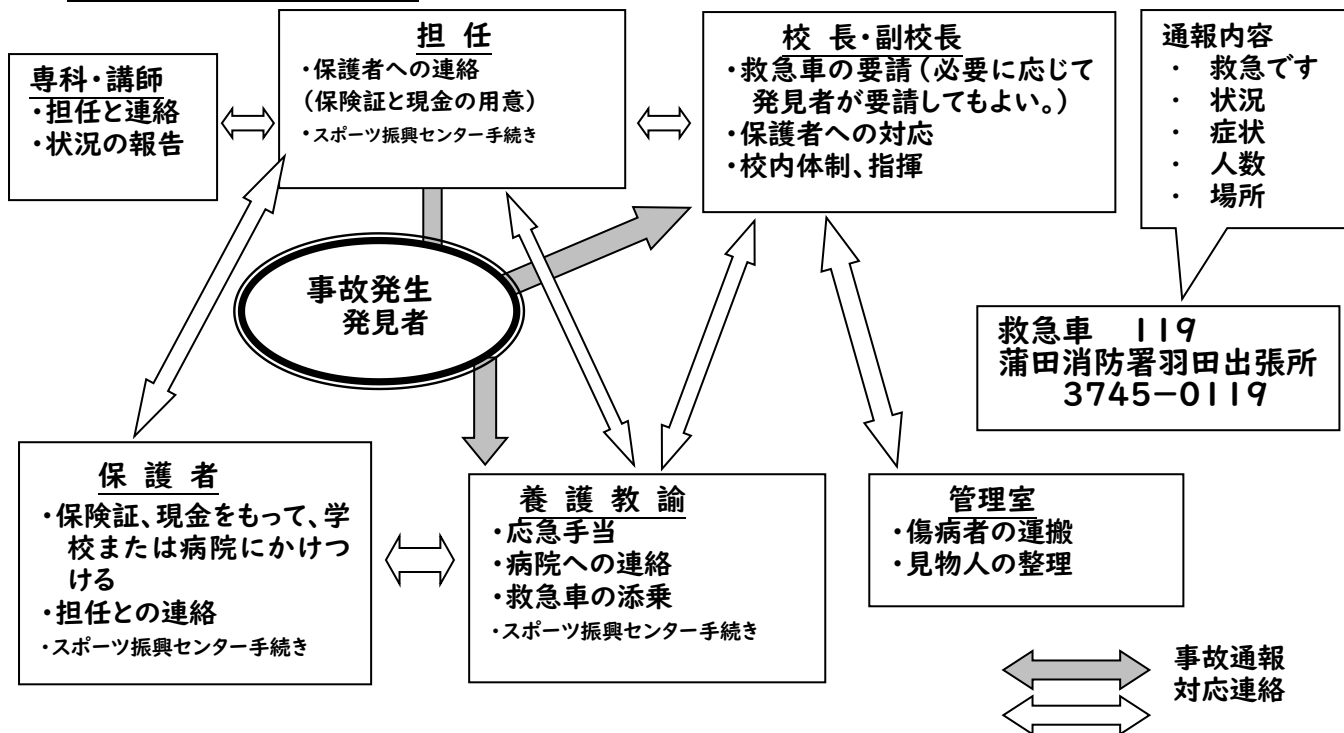 専科・講師
・担任と連絡
・状況の報告
担 任
・保護者への連絡
(保険証と現金の用意)
・スポーツ振興センター手続き
校 長・副校長
・救急車の要請(必要に応じて
発見者が要請してもよい。)
・保護者への対応
・校内体制、指揮
通報内容
・ 救急です
・ 状況
・ 症状
・ 人数
・ 場所
事故発生
発見者
救急車 119
蒲田消防署羽田出張所
3745-0119
保 護 者
・保険証、現金をもって、学
校または病院にかけつ
ける
・担任との連絡
・スポーツ振興センター手続き
養 護 教 諭
・応急手当
・病院への連絡
・救急車の添乗
・スポーツ振興センター手続き
管理室
・傷病者の運搬
・見物人の整理
事故通報
対応連絡